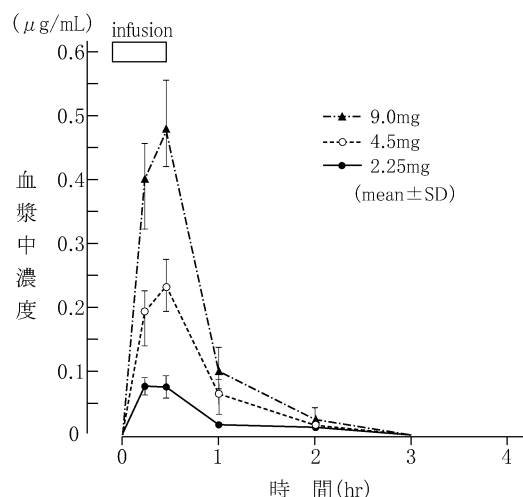 (μg/mL)
infusion
0.6
0.5
0.4
0.3
0.2
0.1
0
血漿中濃度
9.0mg
4.5mg
2.25mg
(mean±SD)
0 1 2 3 4
時 間(hr)